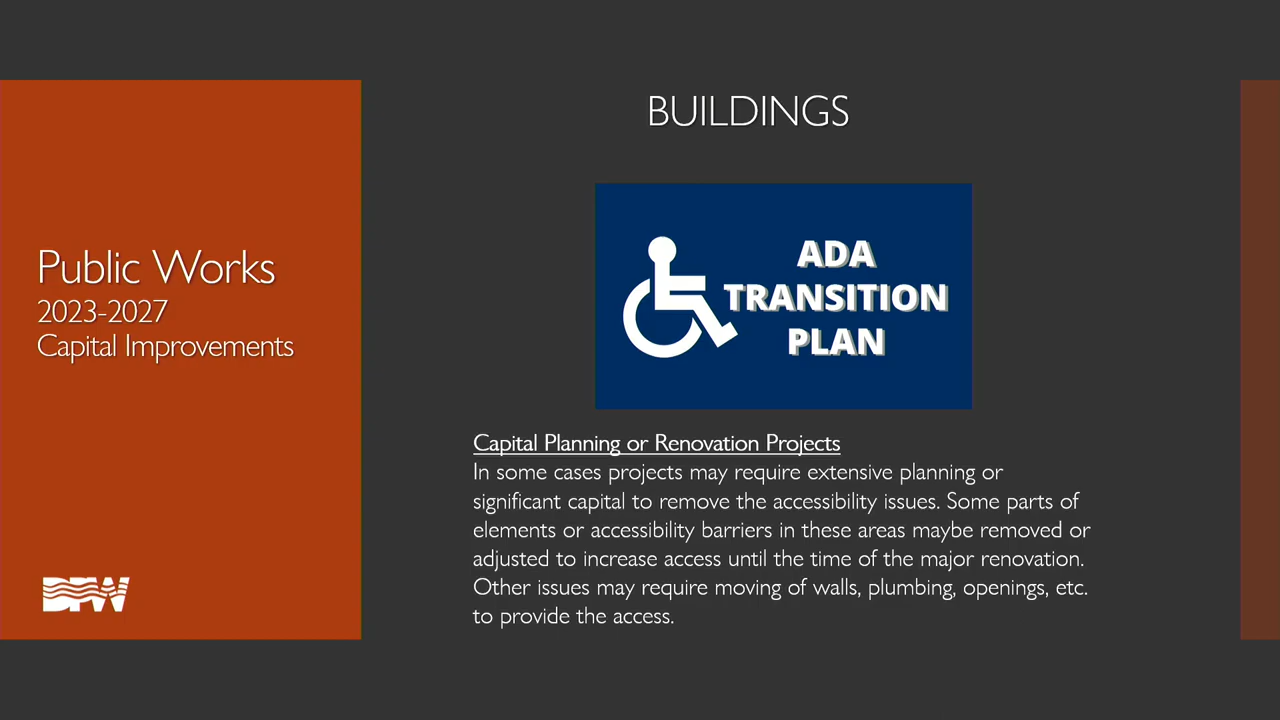 BUILDINGS
Public Works
2023-2027
Capital Improvements
DPW
ADA
TRANSITION
PLAN
Capital Planning or Renovation Projects
In some cases projects may require extensive planning or
significant capital to remove the accessibility issues. Some parts of
elements or accessibility barriers in these areas maybe removed or
adjusted to increase access until the time of the major renovation.
Other issues may require moving of walls, plumbing, openings, etc.
to provide the access.